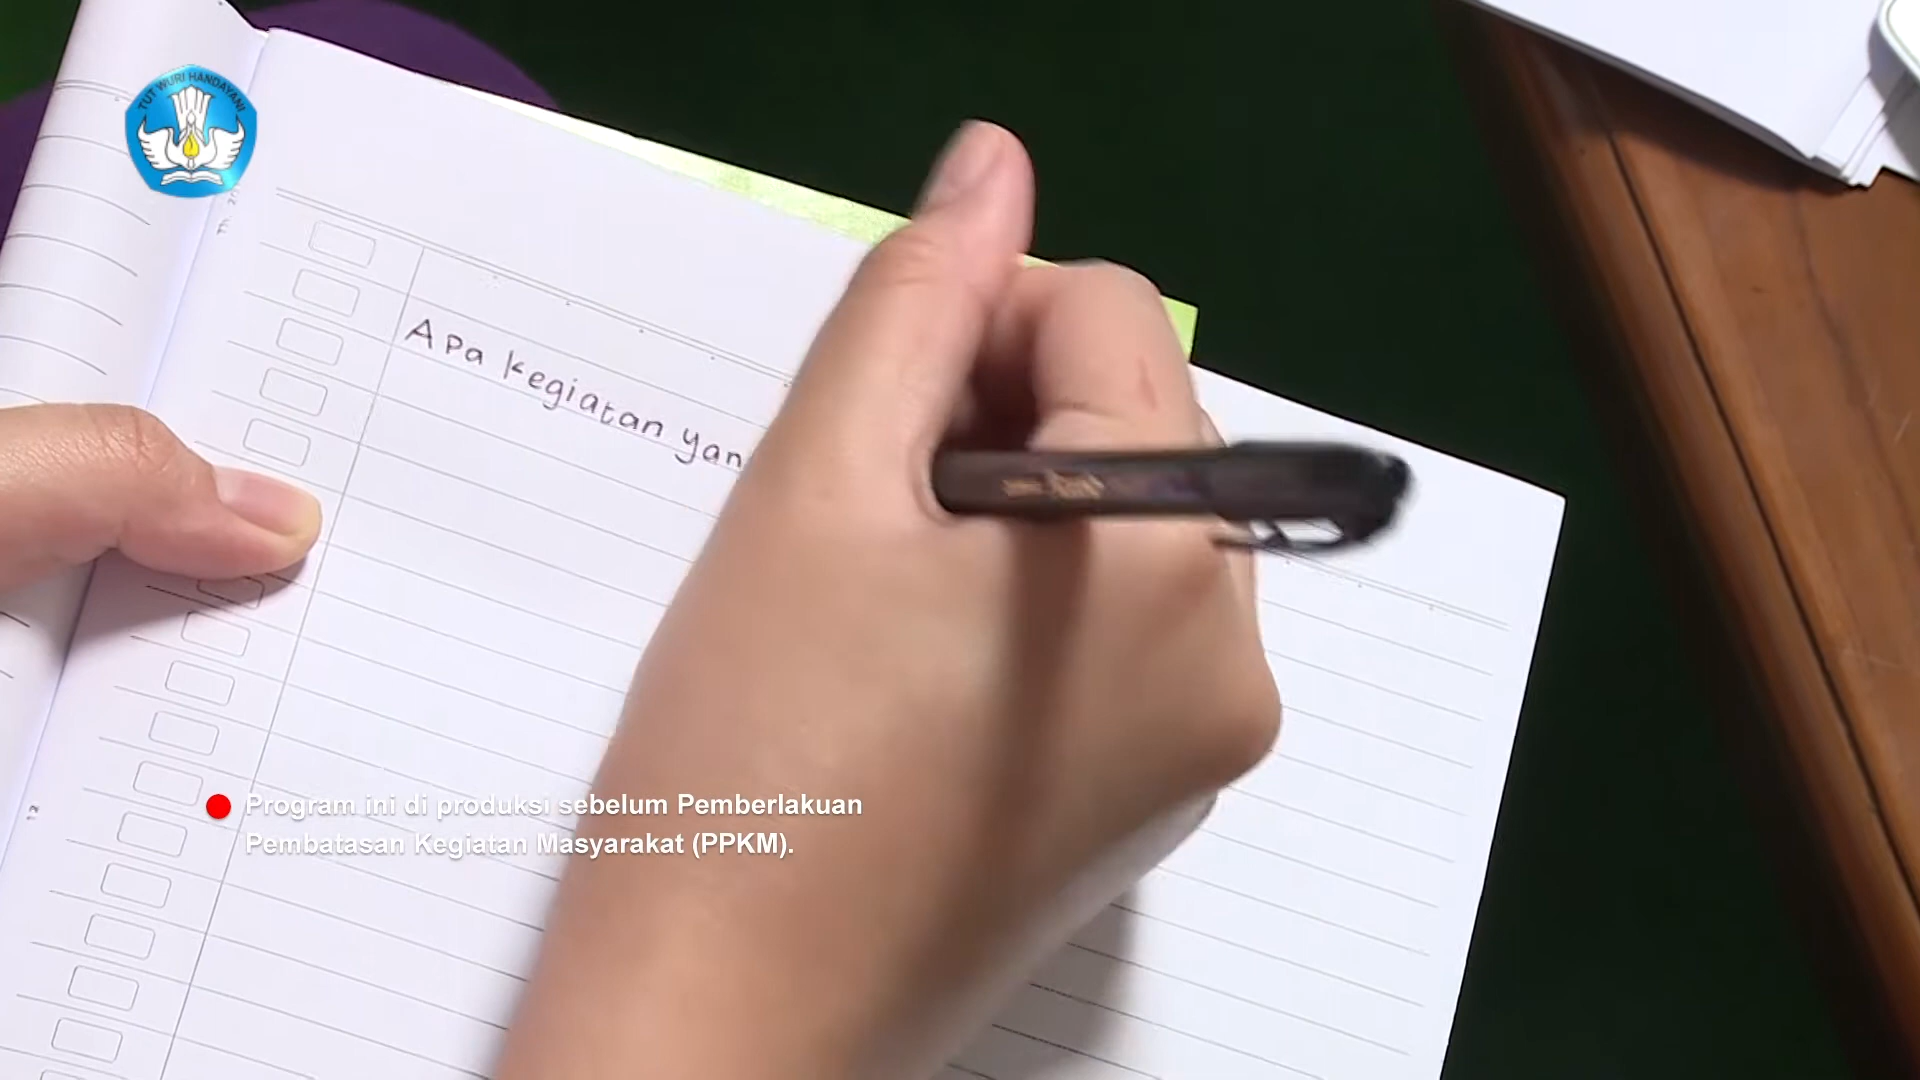 TUT WURI HANDAYANI
Apa kegiatan yan
Program ini di produksi sebelum Pemberlakuan
Pembatasan Kegiatan Masyarakat (PPKM).